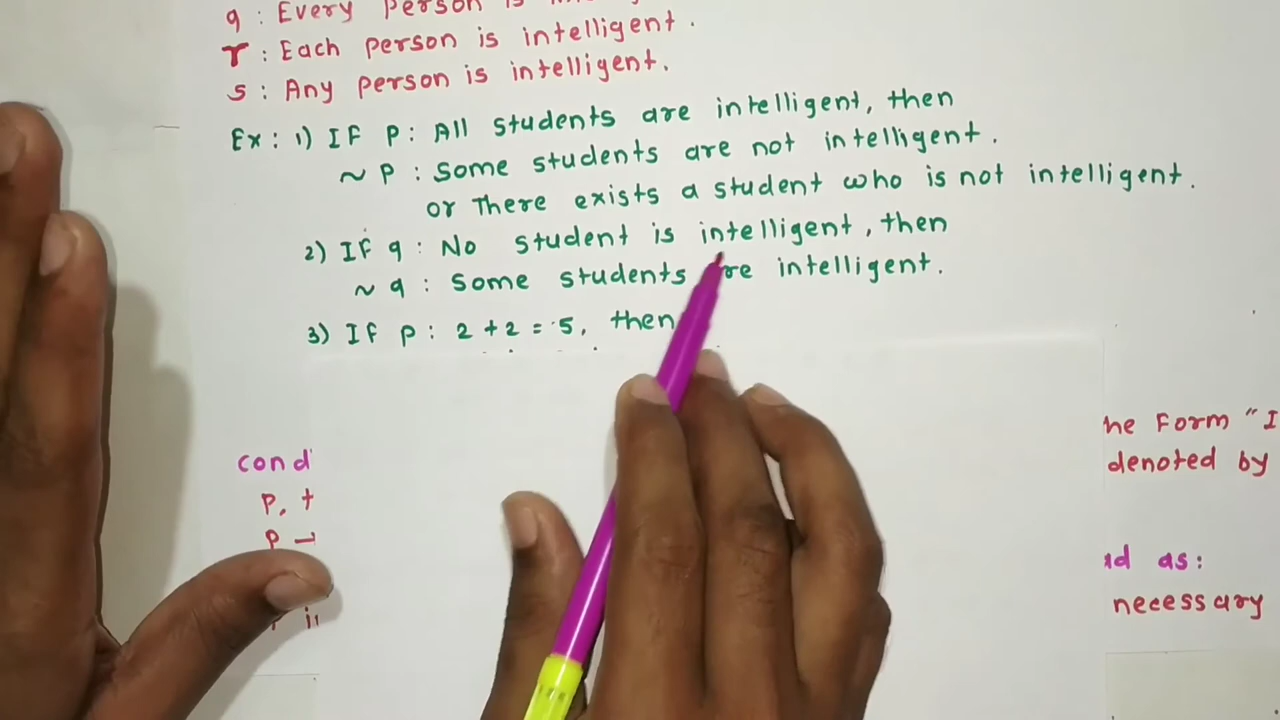 q : Every person is
r : Each person is intelligent.
s : Any person is intelligent.
Ex : 1) If p : All students are intelligent, then
~ p : Some students are not intelligent.
or There exists a student who is not intelligent.
2) If q : No student is intelligent, then
~ q : Some students are intelligent.
3) If p : 2 + 2 = 5, then
he Form "I
cond
denoted by
p, t
p →
ad as:
necessary